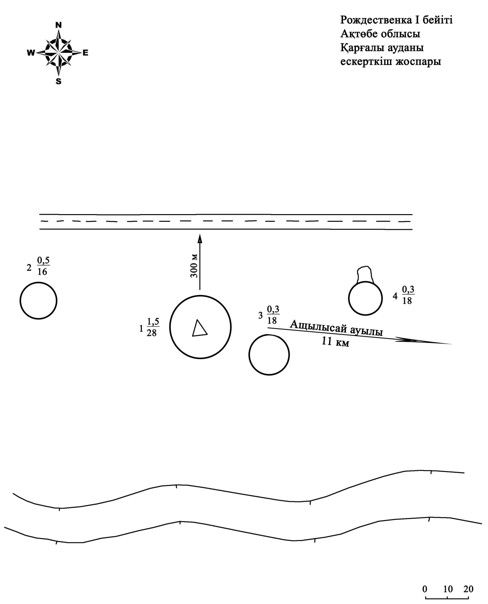 N
W E
S
Рождественка I бейіті
Ақтөбе облысы
Қарғалы ауданы
ескерткіш жоспары
300 м
2 0,5
16
1 1,5
28
3 0,3
18
4 0,3
18
Ащылысай ауылы
11 км
0 10 20